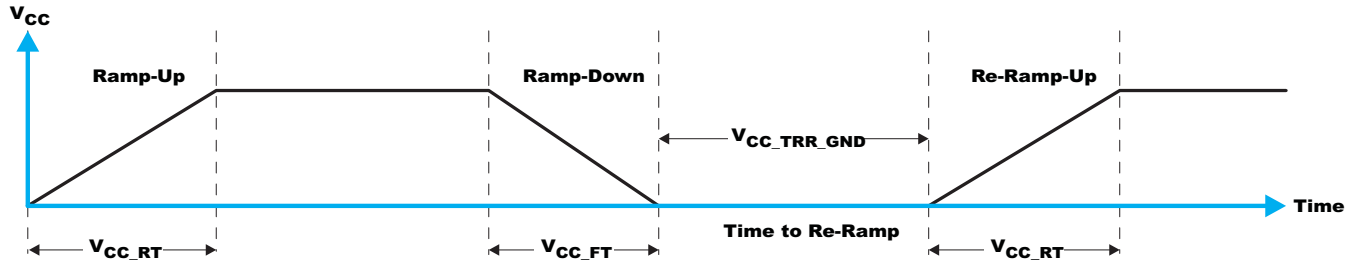 VCC
Ramp-Up
Ramp-Down
Re-Ramp-Up
VCC_TRR_GND
Time
Time to Re-Ramp
VCC_RT
VCC_FT
VCC_RT